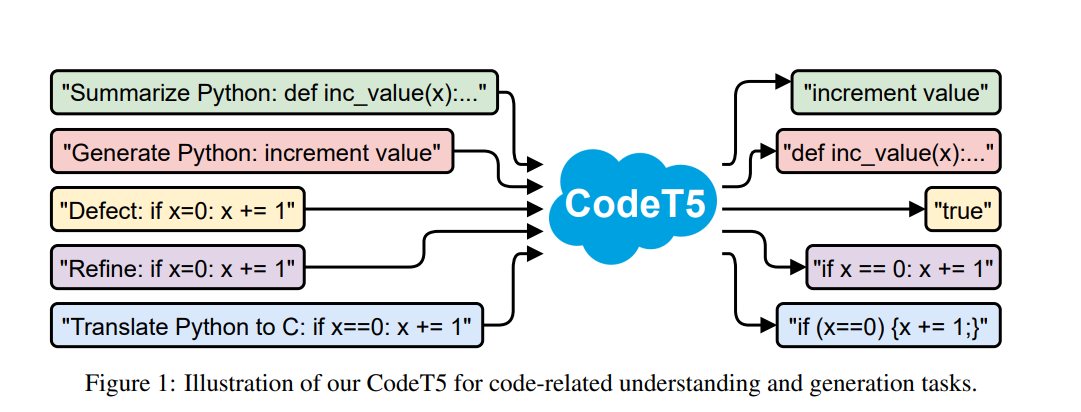 "Summarize Python: def inc_value(x):..."
"Generate Python: increment value"
"Defect: if x=0: x += 1"
"Refine: if x=0: x += 1"
"Translate Python to C: if x==0: x += 1"
CodeT5
"increment value"
"def inc_value(x):..."
"true"
"if x == 0: x += 1"
"if (x==0) {x += 1;}"
Figure 1: Illustration of our CodeT5 for code-related understanding and generation tasks.